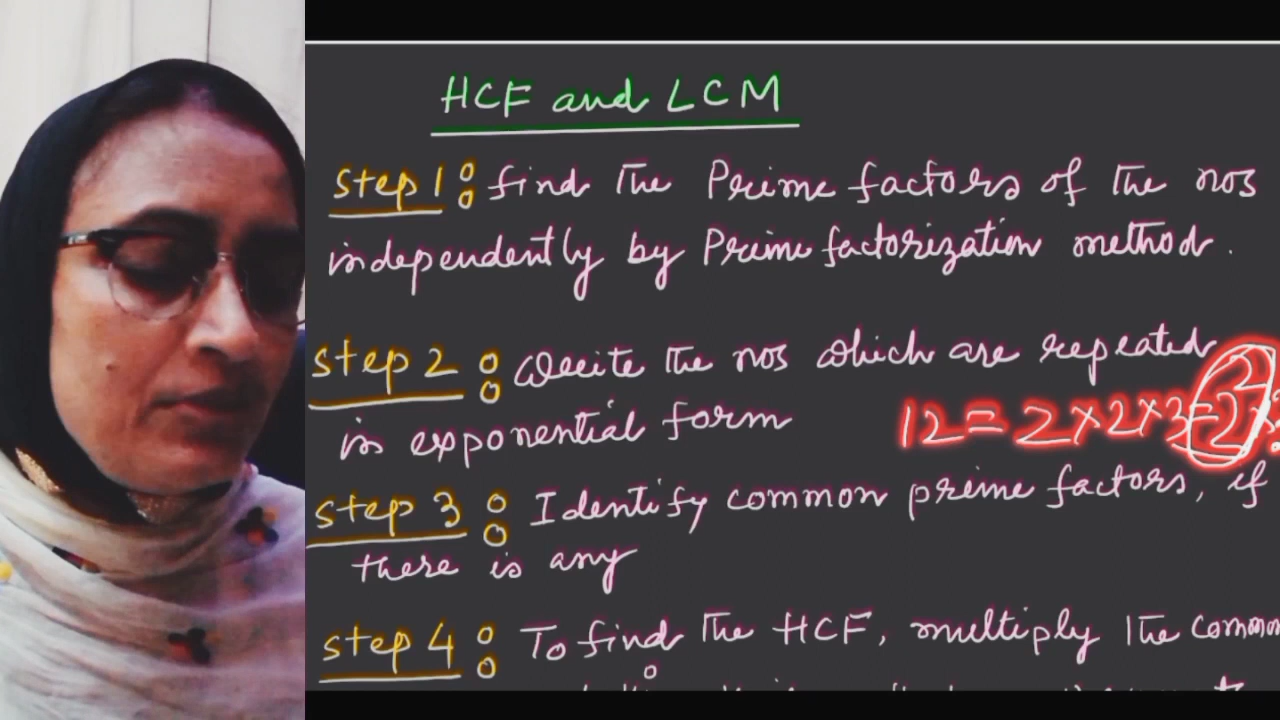 HCF and LCM
Step 1: find the Prime factors of the nos
independently by Prime factorization method.
Step 2: Write the nos which are repeated
in exponential form
12 = 2 × 2 × 3 = 2² ×
Step 3: Identify common prime factors, if
there is any
Step 4: To find the HCF, multiply the common